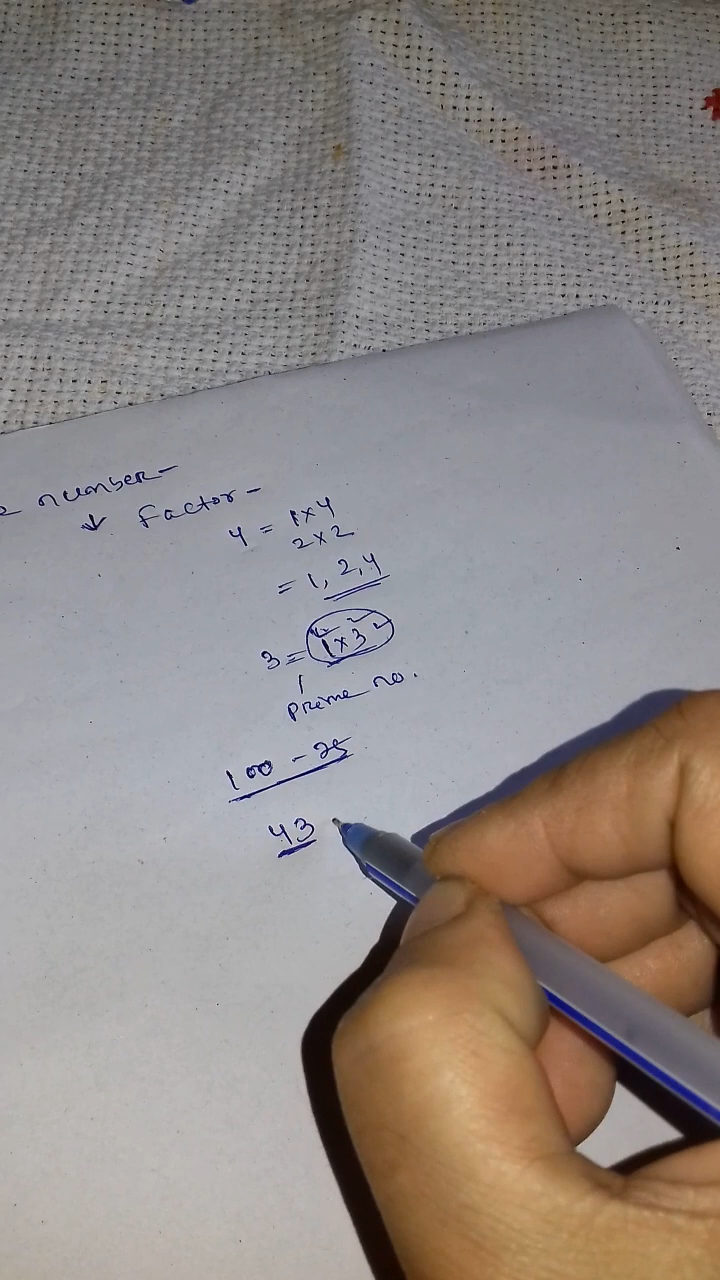 number-
↓ Factor-
4 = 1×4
2×2
= 1, 2, 4
3 = 1×3
Prime no.
100 - 25
43